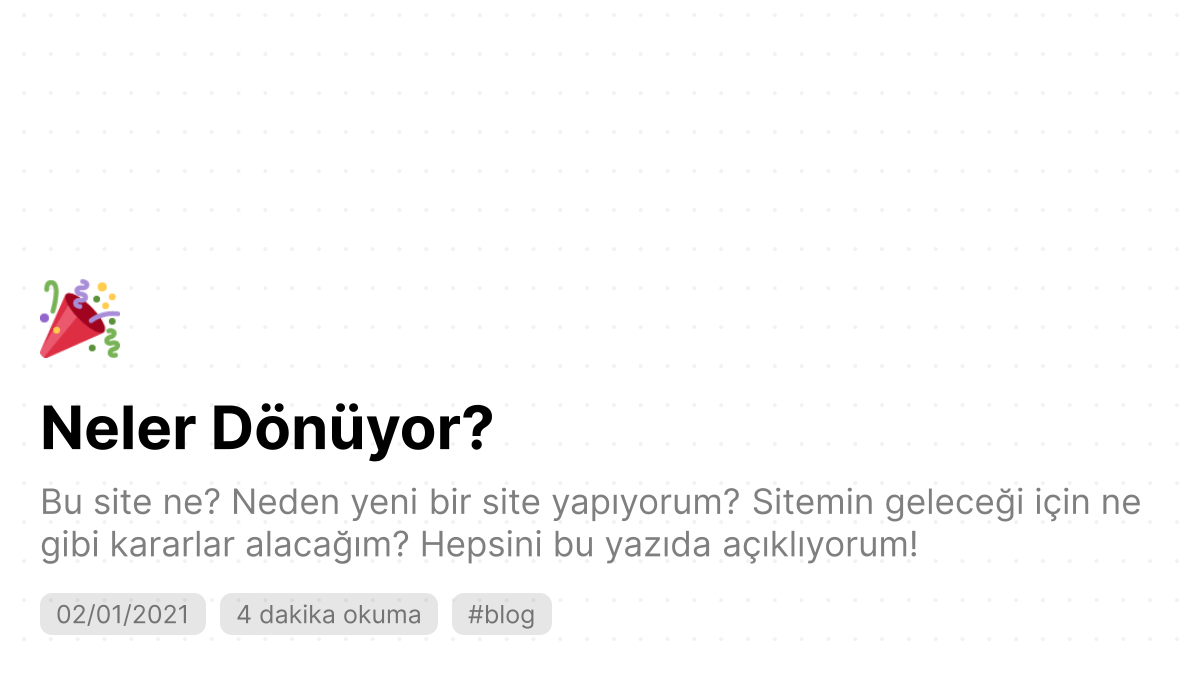 Neler Dönüyor?
Bu site ne? Neden yeni bir site yapıyorum? Sitemin geleceği için ne
gibi kararlar alacağım? Hepsini bu yazıda açıklıyorum!
02/01/2021 4 dakika okuma #blog